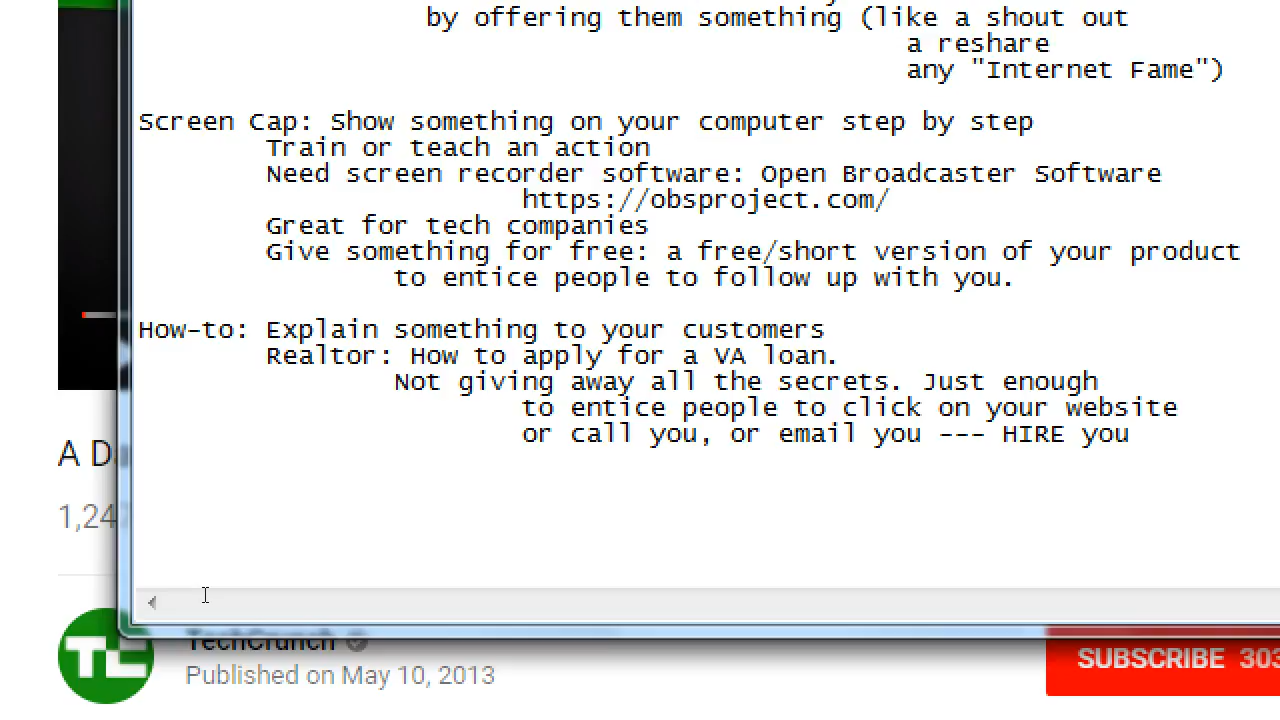 by offering them something (like a shout out
a reshare
any "Internet Fame")
Screen Cap: Show something on your computer step by step
Train or teach an action
Need screen recorder software: Open Broadcaster Software
https://obsproject.com/
Great for tech companies
Give something for free: a free/short version of your product
to entice people to follow up with you.
How-to: Explain something to your customers
Realtor: How to apply for a VA loan.
Not giving away all the secrets. Just enough
to entice people to click on your website
or call you, or email you --- HIRE you
A D
1,24
TC
TechCrunch
Published on May 10, 2013
SUBSCRIBE 303